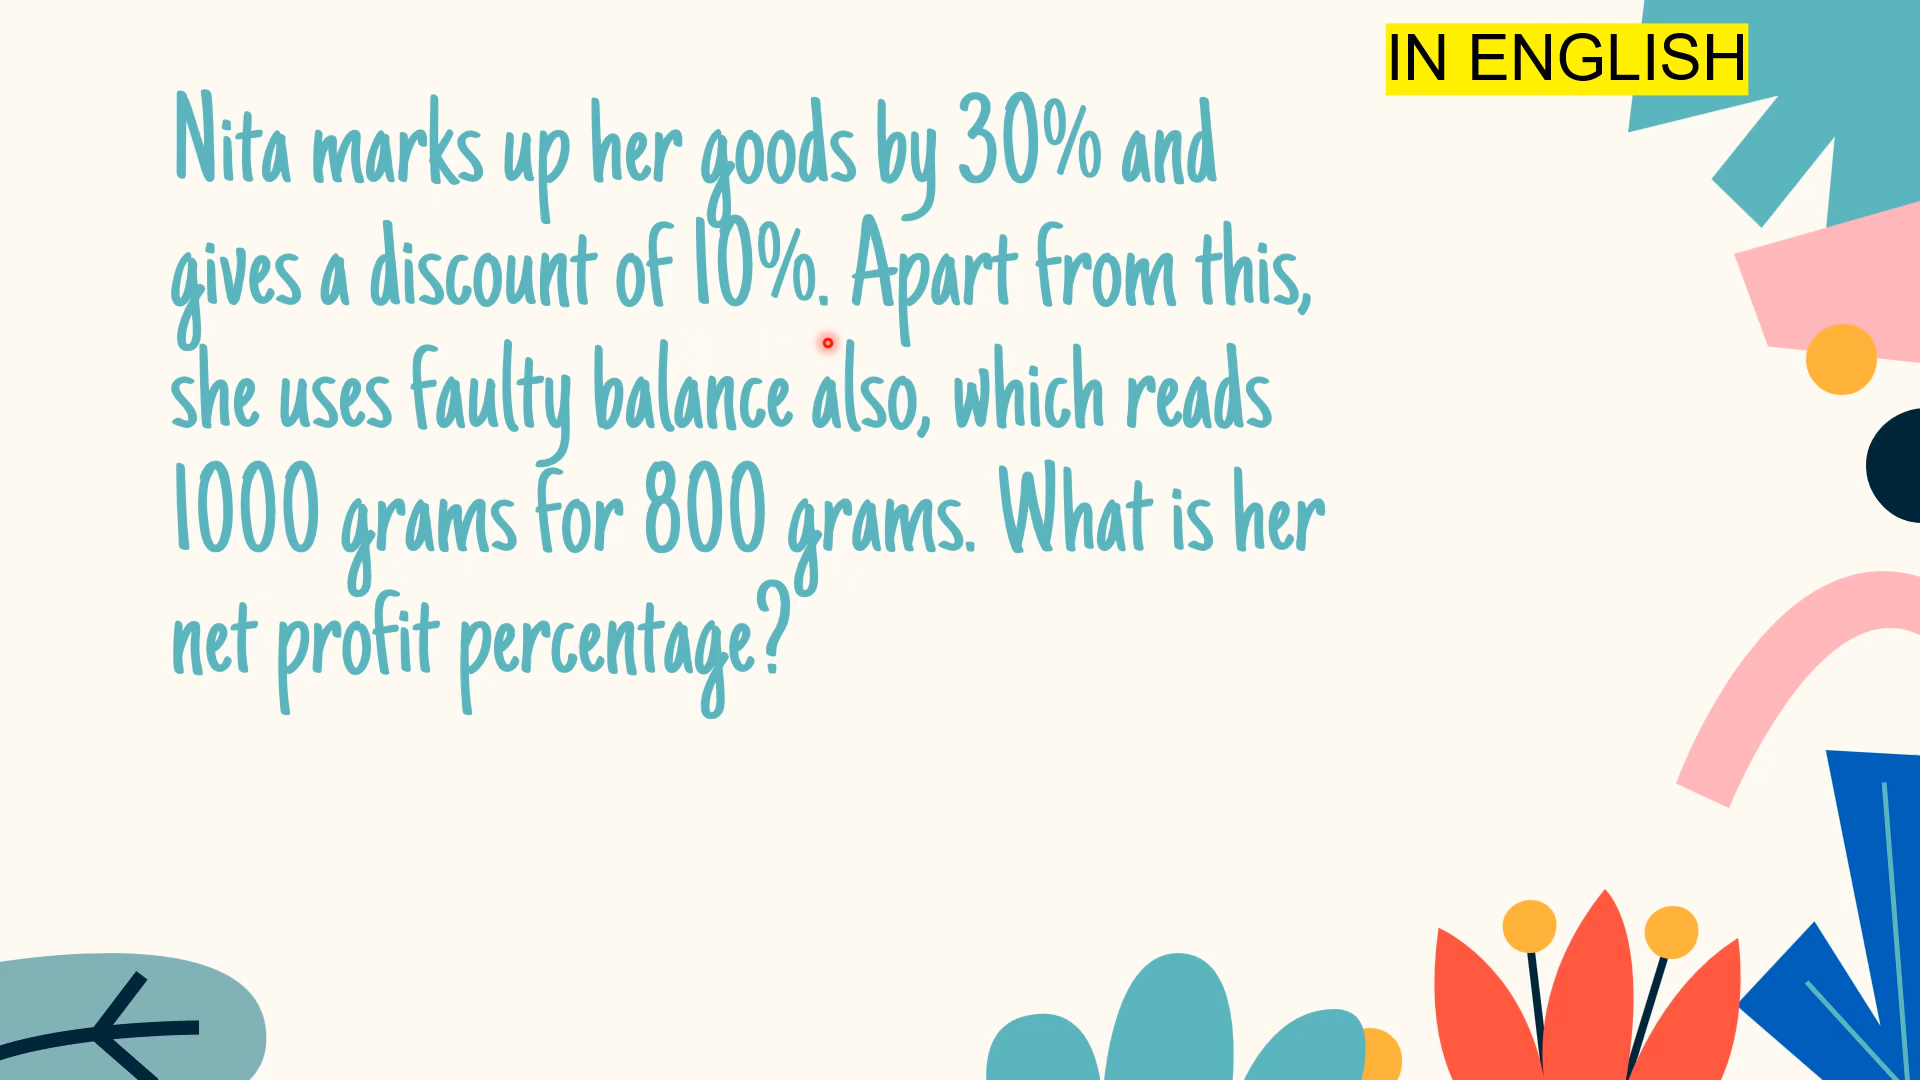 IN ENGLISH
Nita marks up her goods by 30% and
gives a discount of 10%. Apart from this,
she uses faulty balance also, which reads
1000 grams for 800 grams. What is her
net profit percentage?